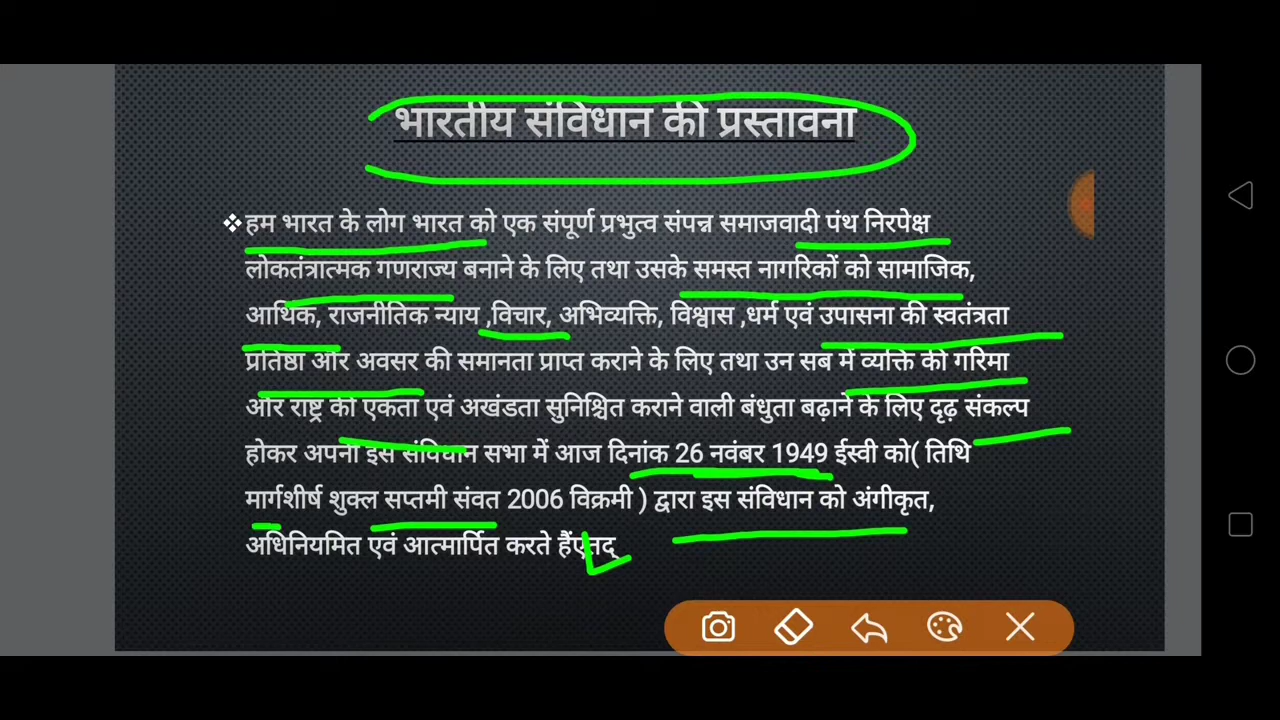 भारतीय संविधान की प्रस्तावना
❖हम भारत के लोग भारत को एक संपूर्ण प्रभुत्व संपन्न समाजवादी पंथ निरपेक्ष
लोकतंत्रात्मक गणराज्य बनाने के लिए तथा उसके समस्त नागरिकों को सामाजिक,
आर्थिक, राजनीतिक न्याय ,विचार, अभिव्यक्ति, विश्वास ,धर्म एवं उपासना की स्वतंत्रता
प्रतिष्ठा और अवसर की समानता प्राप्त कराने के लिए तथा उन सब में व्यक्ति की गरिमा
और राष्ट्र की एकता एवं अखंडता सुनिश्चित कराने वाली बंधुता बढ़ाने के लिए दृढ़ संकल्प
होकर अपनी इस संविधान सभा में आज दिनांक 26 नवंबर 1949 ईस्वी को( तिथि
मार्गशीर्ष शुक्ल सप्तमी संवत 2006 विक्रमी ) द्वारा इस संविधान को अंगीकृत,
अधिनियमित एवं आत्मार्पित करते हैंएतद्